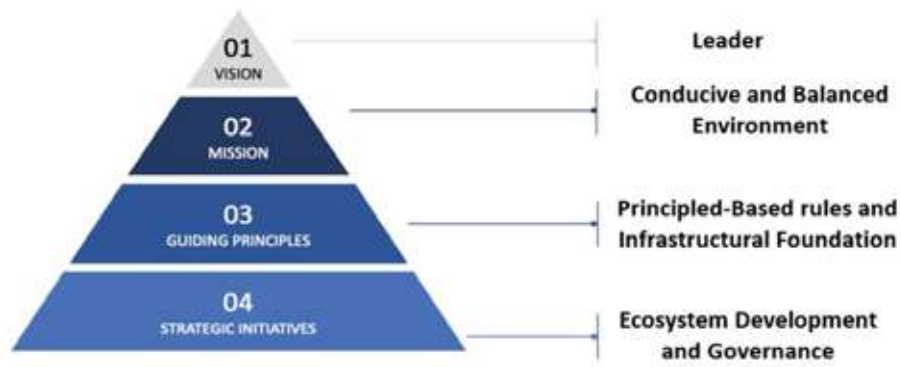 01
VISION
Leader
02
MISSION
Conducive and Balanced
Environment
03
GUIDING PRINCIPLES
Principled-Based rules and
Infrastructural Foundation
04
STRATEGIC INITIATIVES
Ecosystem Development
and Governance